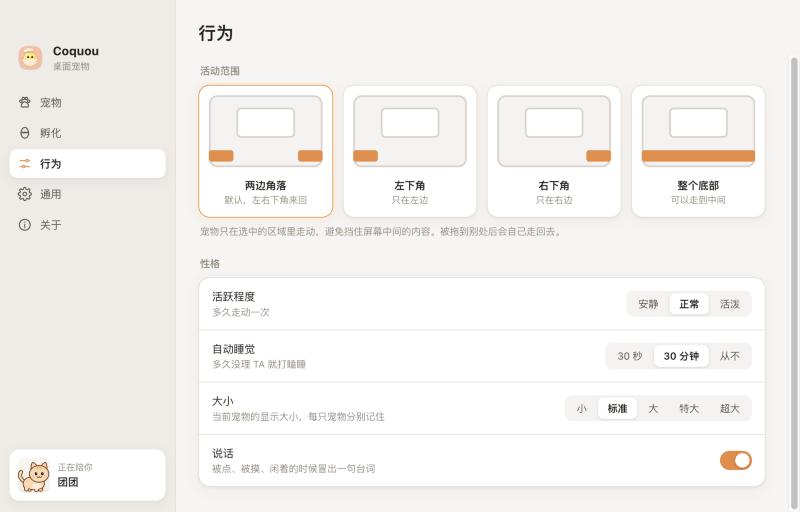 Coquou
桌面宠物
宠物
孵化
行为
通用
关于
正在陪你
团团
行为
活动范围
两边角落
默认，左右下角来回
左下角
只在左边
右下角
只在右边
整个底部
可以走到中间
宠物只在选中的区域里走动，避免挡住屏幕中间的内容。被拖到别处后会自己走回去。
性格
活跃程度
多久走动一次
安静 正常 活泼
自动睡觉
多久没理 TA 就打瞌睡
30 秒 30 分钟 从不
大小
当前宠物的显示大小，每只宠物分别记住
小 标准 大 特大 超大
说话
被点、被摸、闲着的时候冒出一句台词